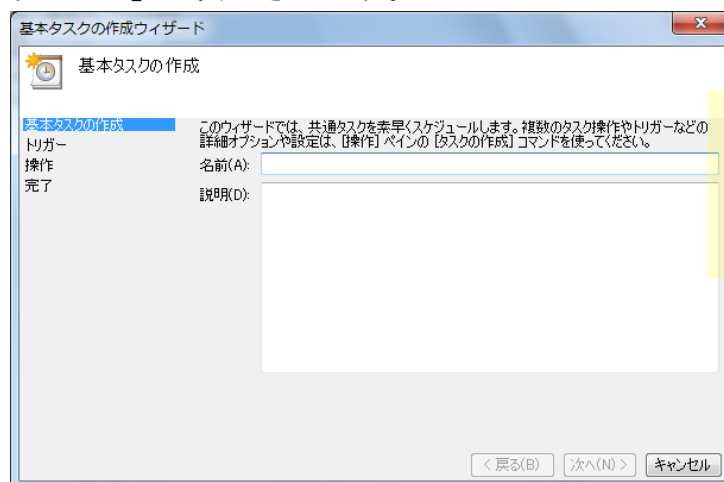 基本タスクの作成ウィザード
基本タスクの作成
基本タスクの作成
トリガー
操作
完了
このウィザードでは、共通タスクを素早くスケジュールします。複数のタスク操作やトリガーなどの
詳細オプションや設定は、[操作] ペインの [タスクの作成] コマンドを使ってください。
名前(A):
説明(D):
< 戻る(B)
次へ(N) >
キャンセル